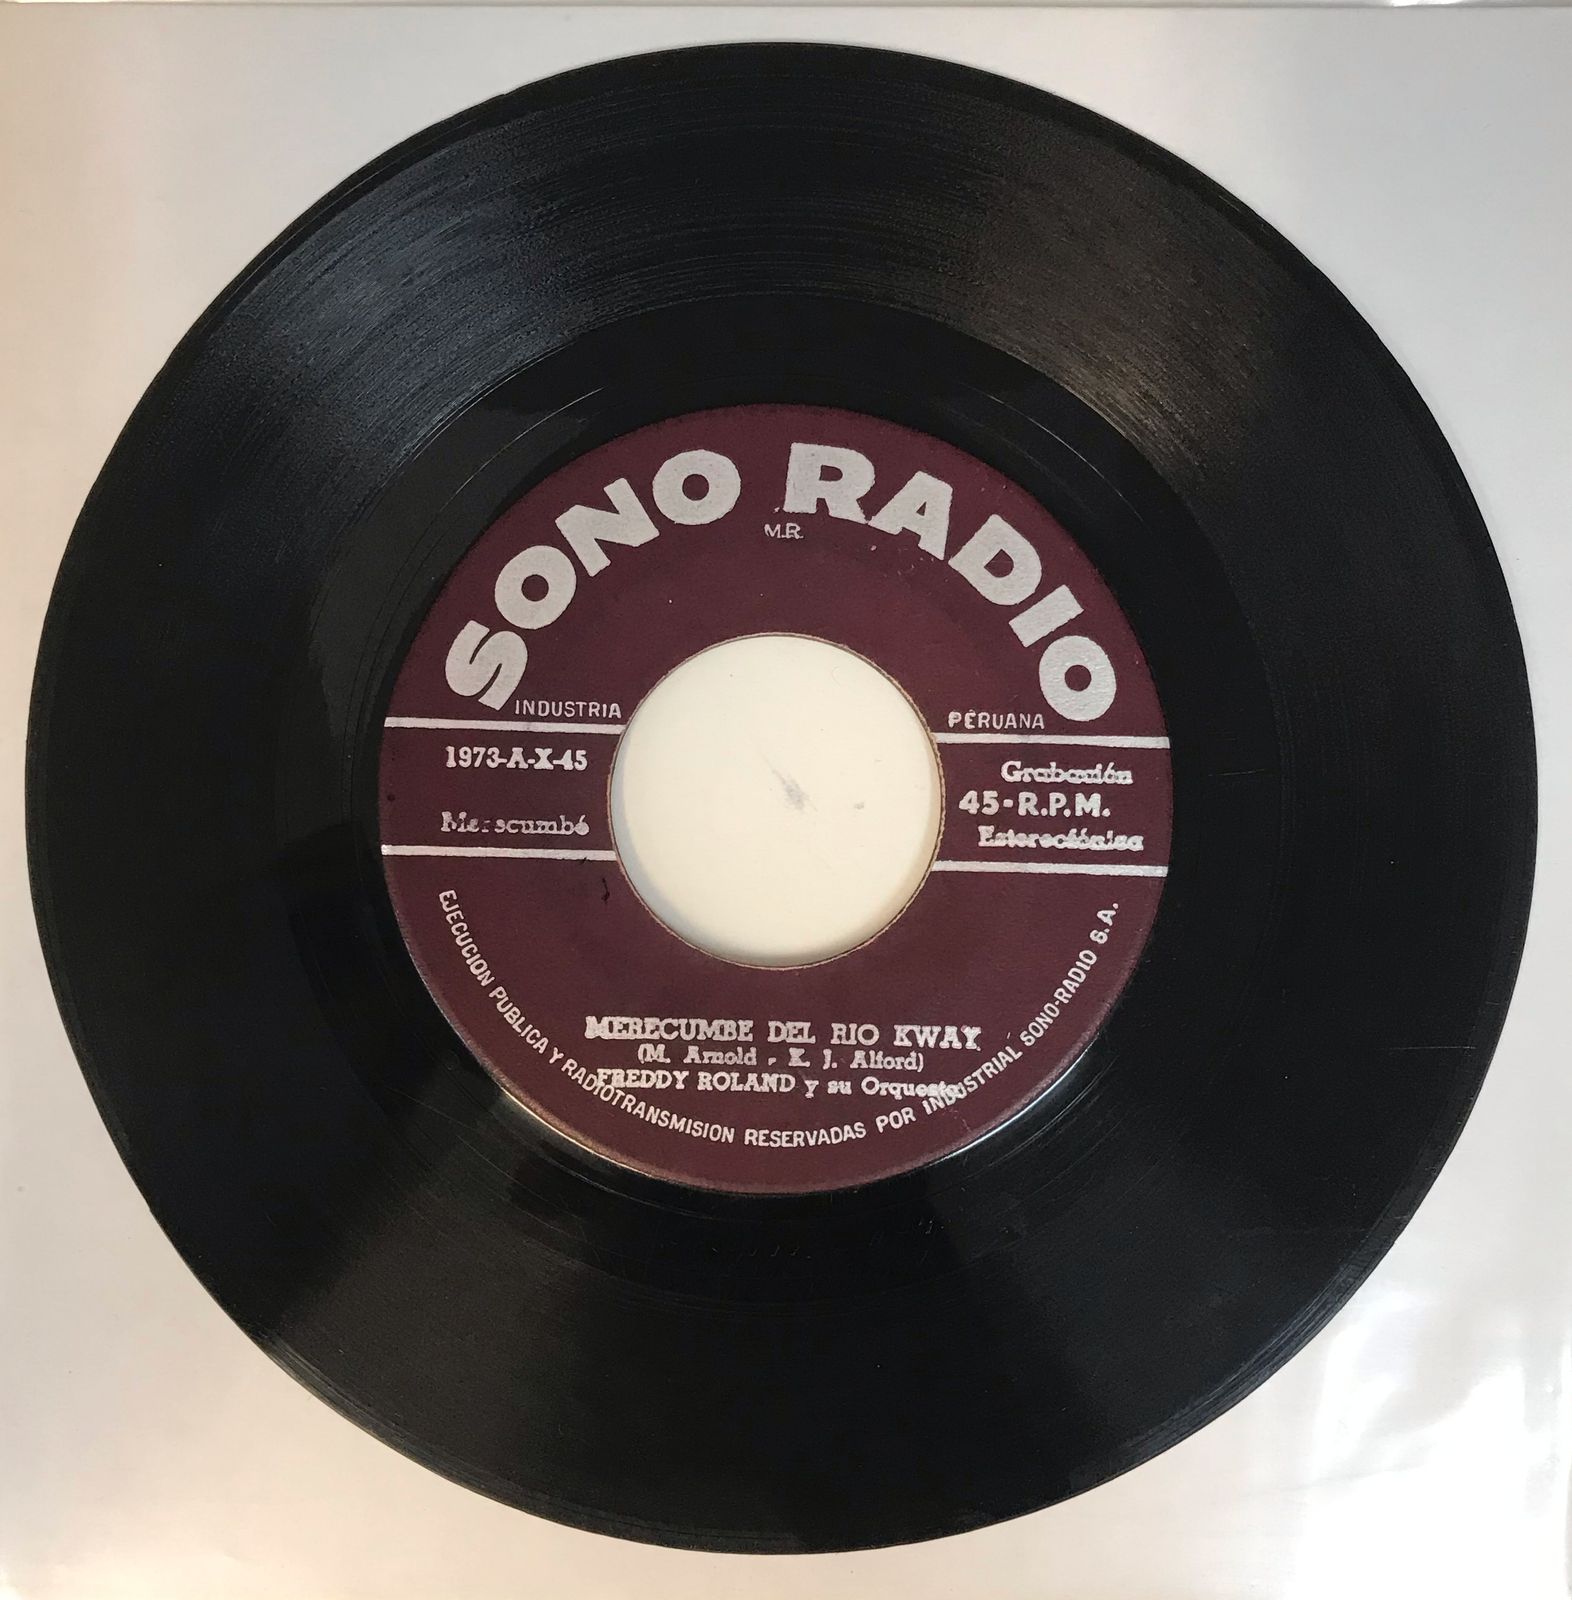 SONO RADIO
M.R.
INDUSTRIA PERUANA
1973-A-X-45
Merecumbé
Grabación
45-R.P.M.
Estereofónica
MERECUMBE DEL RIO KWAY
(M. Arnold - K. J. Alford)
FREDDY ROLAND y su Orquesta
EJECUCION PUBLICA Y RADIOTRANSMISION RESERVADAS POR INDUSTRIAL SONO-RADIO S.A.